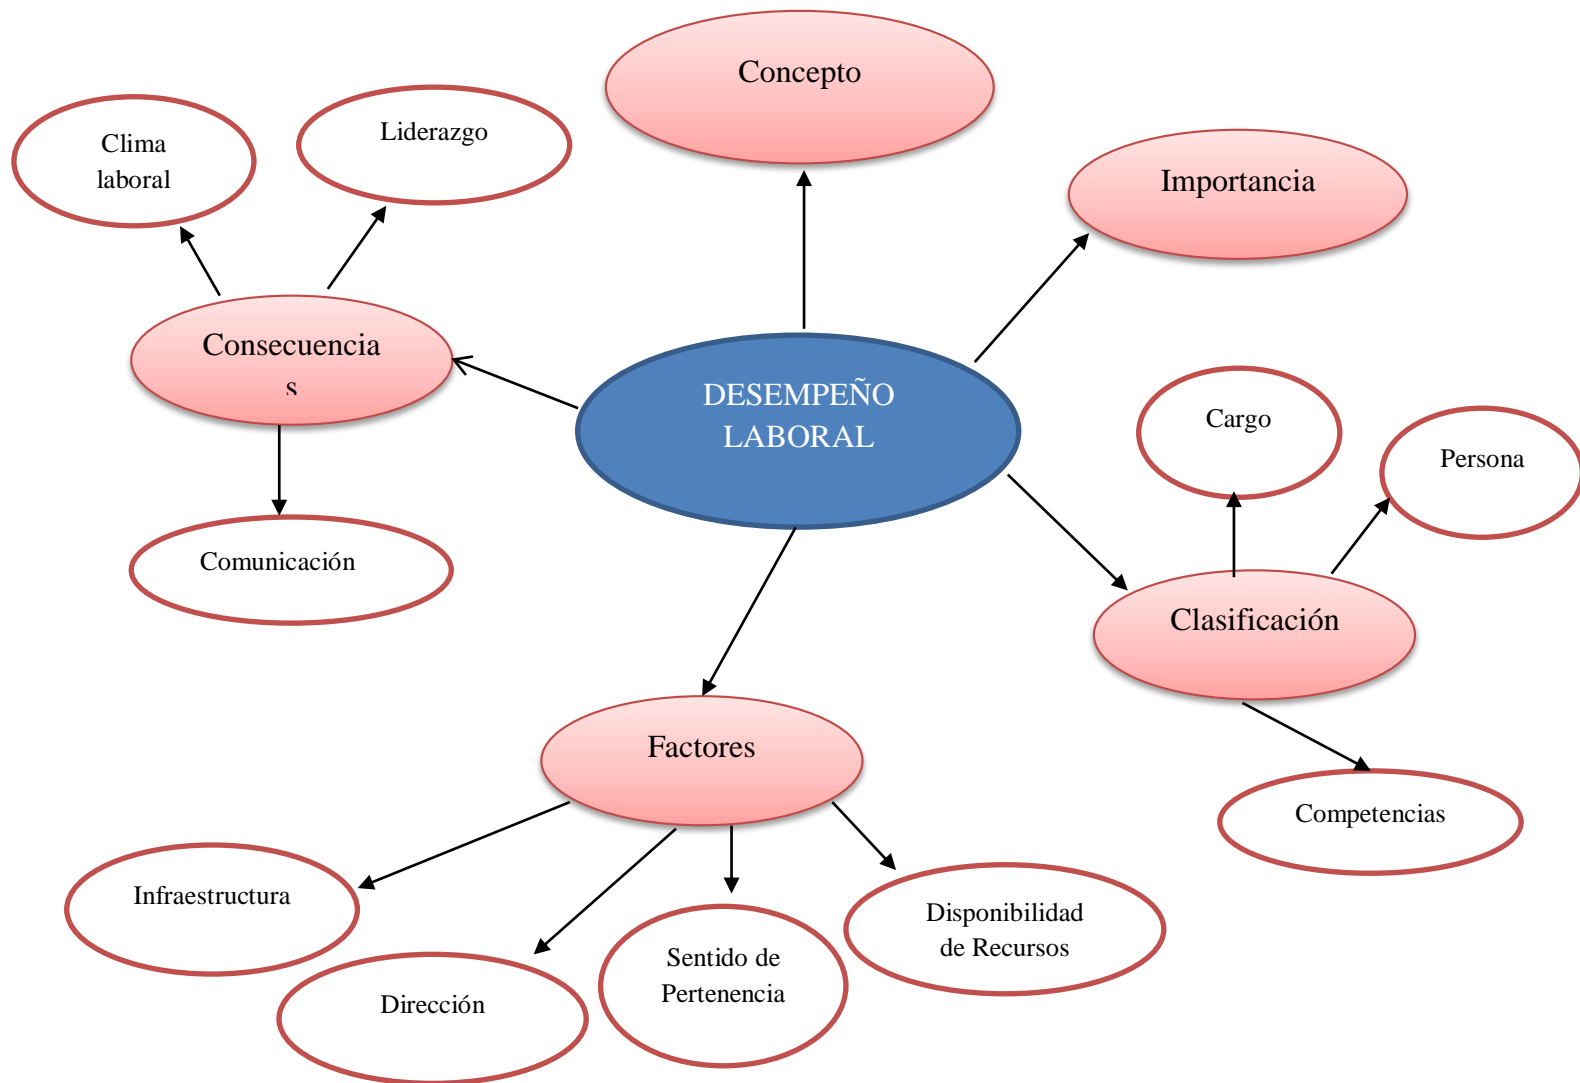 Concepto
Liderazgo
Clima
laboral
Importancia
Consecuencia
s
DESEMPEÑO
LABORAL
Cargo
Persona
Comunicación
Clasificación
Factores
Competencias
Infraestructura
Disponibilidad
de Recursos
Sentido de
Pertenencia
Dirección